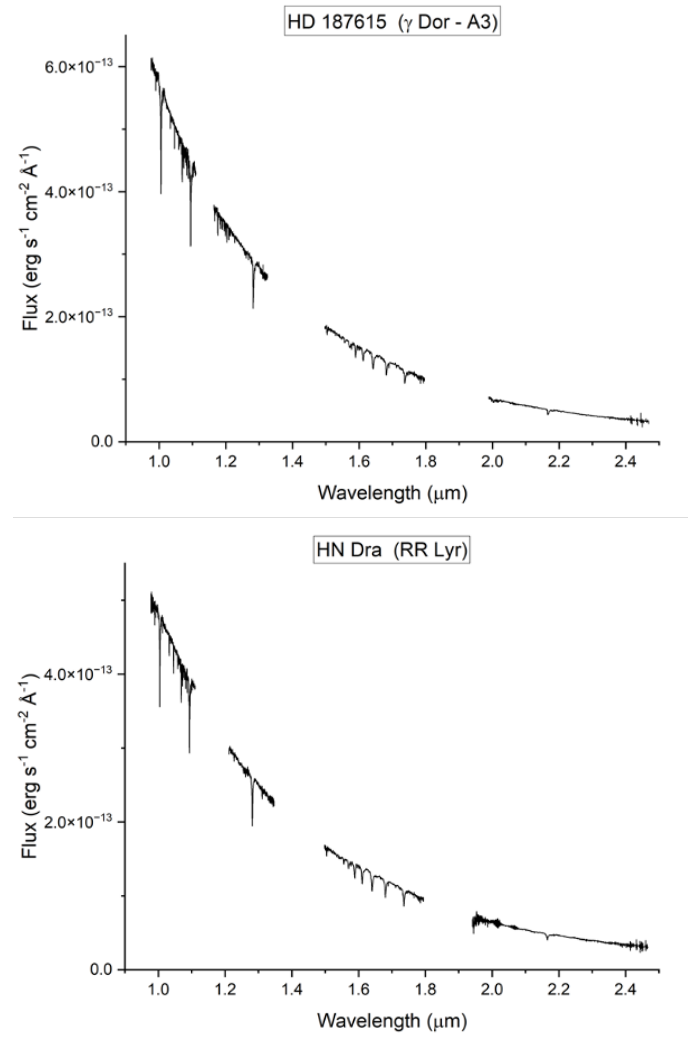 HD 187615 (γ Dor - A3)
6.0×10⁻¹³
4.0×10⁻¹³
2.0×10⁻¹³
0.0
Flux (erg s⁻¹ cm⁻² Å⁻¹)
1.0 1.2 1.4 1.6 1.8 2.0 2.2 2.4
Wavelength (μm)
HN Dra (RR Lyr)
4.0×10⁻¹³
2.0×10⁻¹³
0.0
Flux (erg s⁻¹ cm⁻² Å⁻¹)
1.0 1.2 1.4 1.6 1.8 2.0 2.2 2.4
Wavelength (μm)